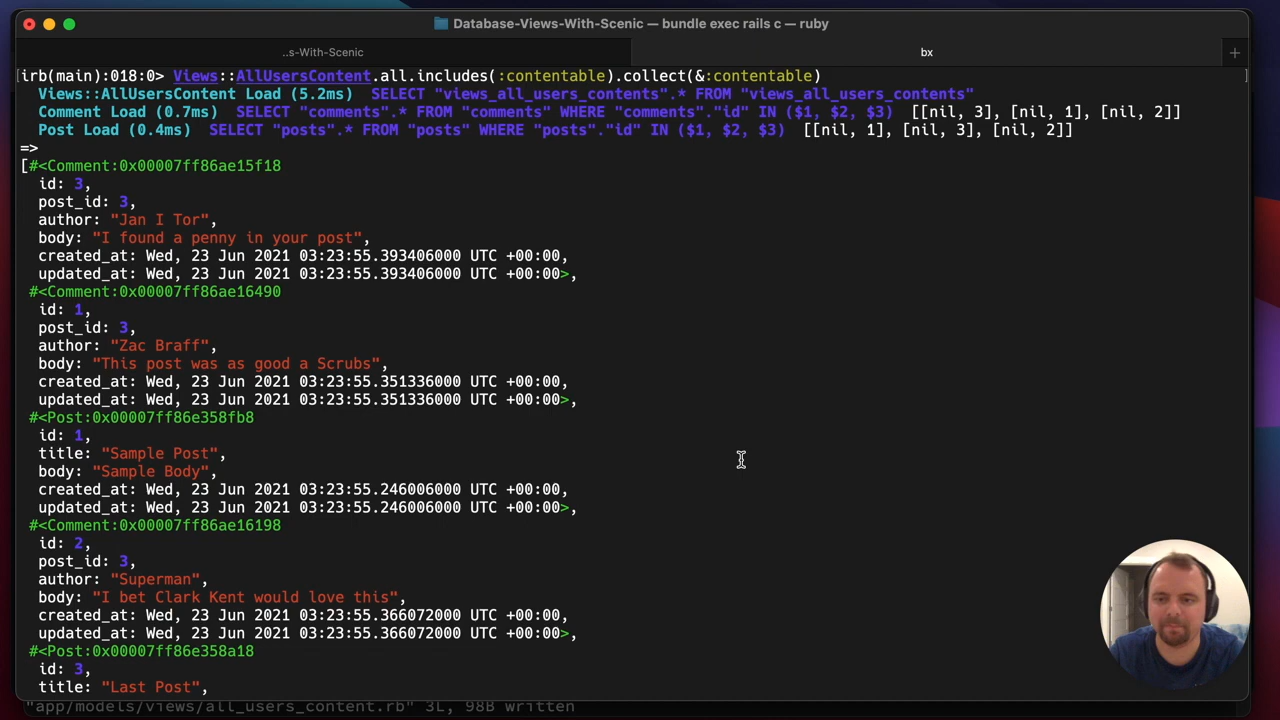 Database-Views-With-Scenic — bundle exec rails c — ruby
..s-With-Scenic
bx
+
[irb(main):018:0> Views::AllUsersContent.all.includes(:contentable).collect(&:contentable) ]
Views::AllUsersContent Load (5.2ms)  SELECT "views_all_users_contents".* FROM "views_all_users_contents"
Comment Load (0.7ms)  SELECT "comments".* FROM "comments" WHERE "comments"."id" IN ($1, $2, $3)  [[nil, 3], [nil, 1], [nil, 2]]
Post Load (0.4ms)  SELECT "posts".* FROM "posts" WHERE "posts"."id" IN ($1, $2, $3)  [[nil, 1], [nil, 3], [nil, 2]]
=>
[#<Comment:0x00007ff86ae15f18
id: 3,
post_id: 3,
author: "Jan I Tor",
body: "I found a penny in your post",
created_at: Wed, 23 Jun 2021 03:23:55.393406000 UTC +00:00,
updated_at: Wed, 23 Jun 2021 03:23:55.393406000 UTC +00:00>,
#<Comment:0x00007ff86ae16490
id: 1,
post_id: 3,
author: "Zac Braff",
body: "This post was as good a Scrubs",
created_at: Wed, 23 Jun 2021 03:23:55.351336000 UTC +00:00,
updated_at: Wed, 23 Jun 2021 03:23:55.351336000 UTC +00:00>,
#<Post:0x00007ff86e358fb8
id: 1,
title: "Sample Post",
body: "Sample Body",
created_at: Wed, 23 Jun 2021 03:23:55.246006000 UTC +00:00,
updated_at: Wed, 23 Jun 2021 03:23:55.246006000 UTC +00:00>,
#<Comment:0x00007ff86ae16198
id: 2,
post_id: 3,
author: "Superman",
body: "I bet Clark Kent would love this",
created_at: Wed, 23 Jun 2021 03:23:55.366072000 UTC +00:00,
updated_at: Wed, 23 Jun 2021 03:23:55.366072000 UTC +00:00>,
#<Post:0x00007ff86e358a18
id: 3,
title: "Last Post",
"app/models/views/all_users_content.rb" 3L, 98B written